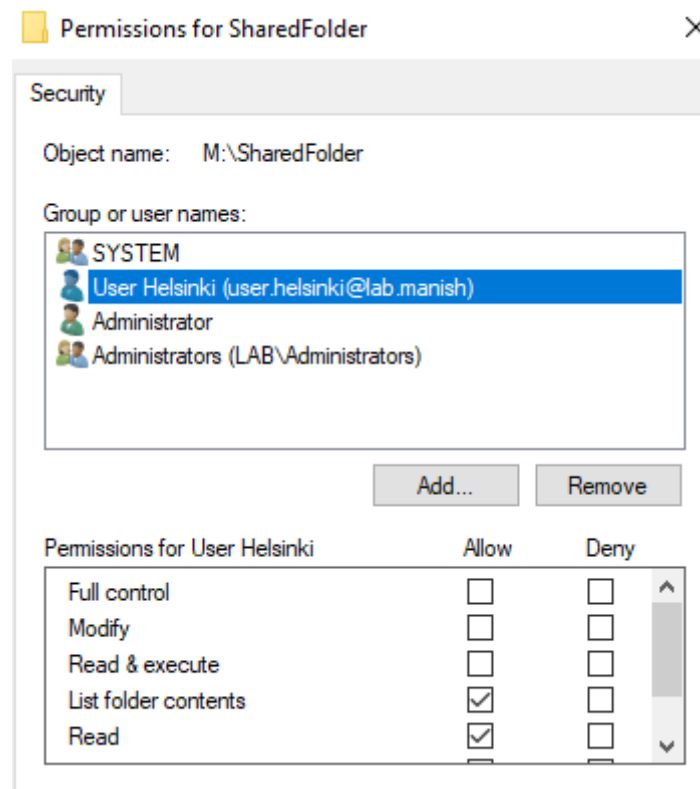 Permissions for SharedFolder
Security
Object name: M:\SharedFolder
Group or user names:
SYSTEM
User Helsinki (user.helsinki@lab.manish)
Administrator
Administrators (LAB\Administrators)
Add... Remove
Permissions for User Helsinki Allow Deny
Full control
Modify
Read & execute
List folder contents
Read